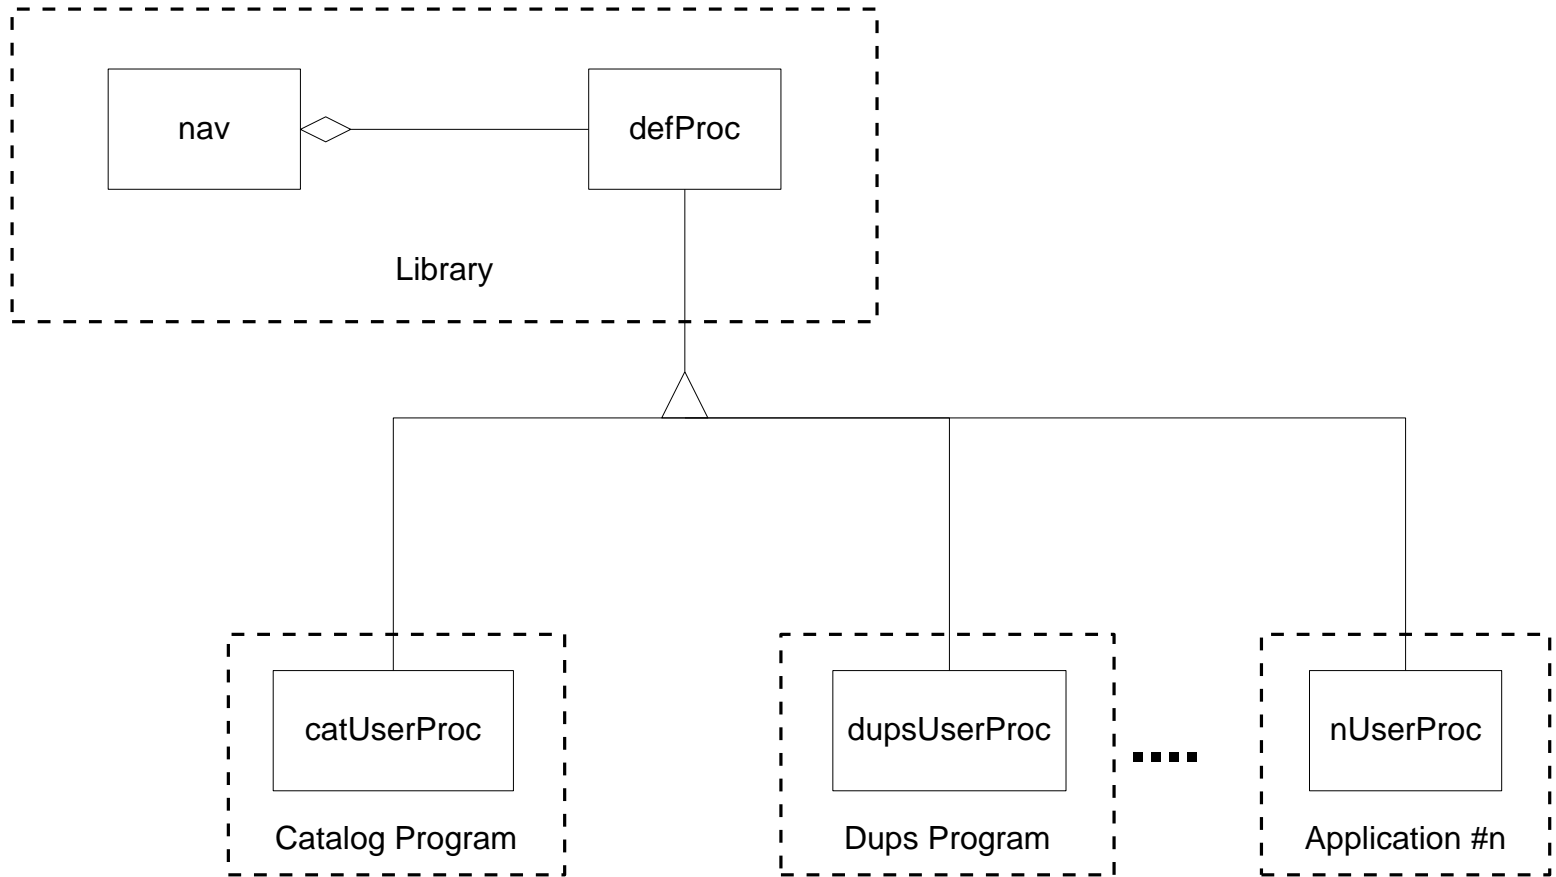 nav
defProc
Library
catUserProc
dupsUserProc
nUserProc
Catalog Program
Dups Program
Application #n